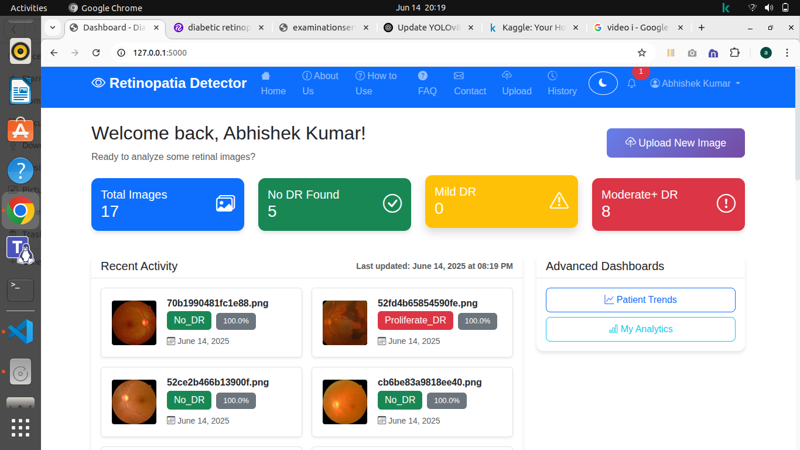 Activities Google Chrome Jun 14 20:19
Dashboard - Dia diabetic retinop examinationser Update YOLOv8 Kaggle: Your Ho video i - Google
127.0.0.1:5000
Retinopatia Detector Home About Us How to Use FAQ Contact Upload History 1 Abhishek Kumar
Welcome back, Abhishek Kumar!
Ready to analyze some retinal images?
Upload New Image
Total Images
17
No DR Found
5
Mild DR
0
Moderate+ DR
8
Recent Activity Last updated: June 14, 2025 at 08:19 PM
70b1990481fc1e88.png
No_DR 100.0%
June 14, 2025
52fd4b65854590fe.png
Proliferate_DR 100.0%
June 14, 2025
52ce2b466b13900f.png
No_DR 100.0%
June 14, 2025
cb6be83a9818ee40.png
No_DR 100.0%
June 14, 2025
Advanced Dashboards
Patient Trends
My Analytics